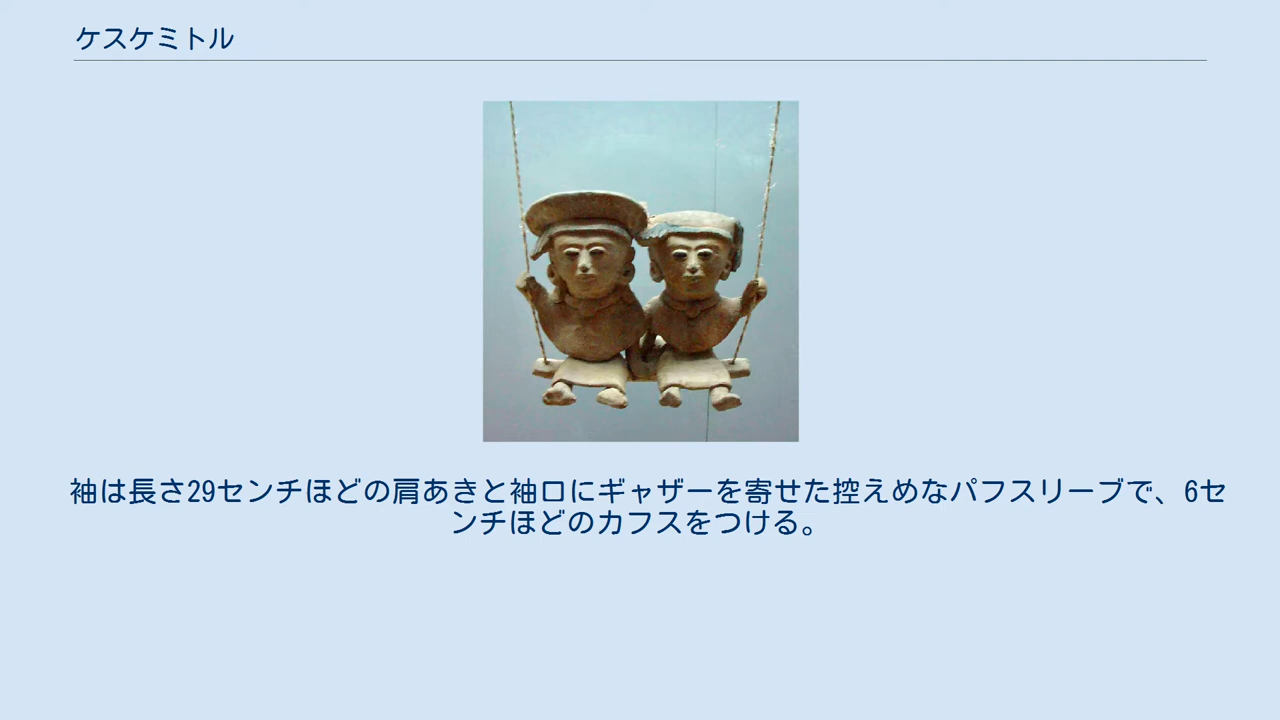 ケスケミトル
袖は長さ29センチほどの肩あきと袖口にギャザーを寄せた控えめなパフスリーブで、6セ
ンチほどのカフスをつける。